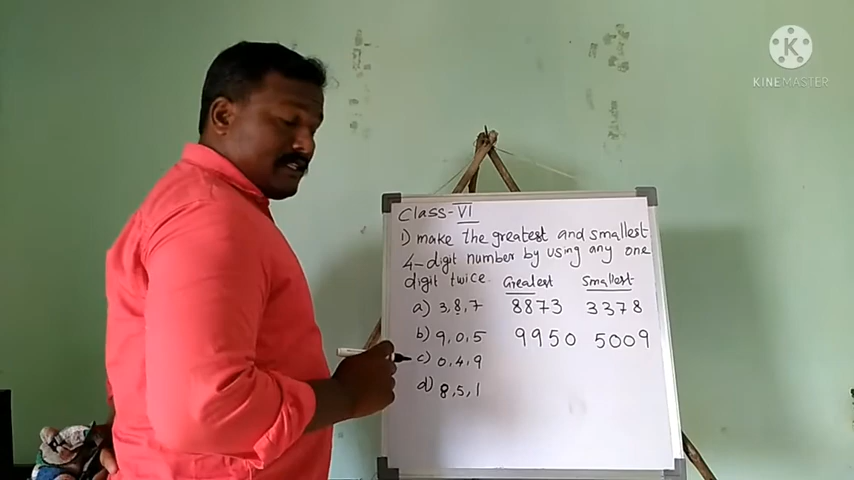 KINEMASTER
Class-VI
1) make the greatest and smallest
4-digit number by using any one
digit twice Greatest Smallest
a) 3,8,7 8873 3378
b) 9,0,5 9950 5009
c) 0,4,9
d) 8,5,1